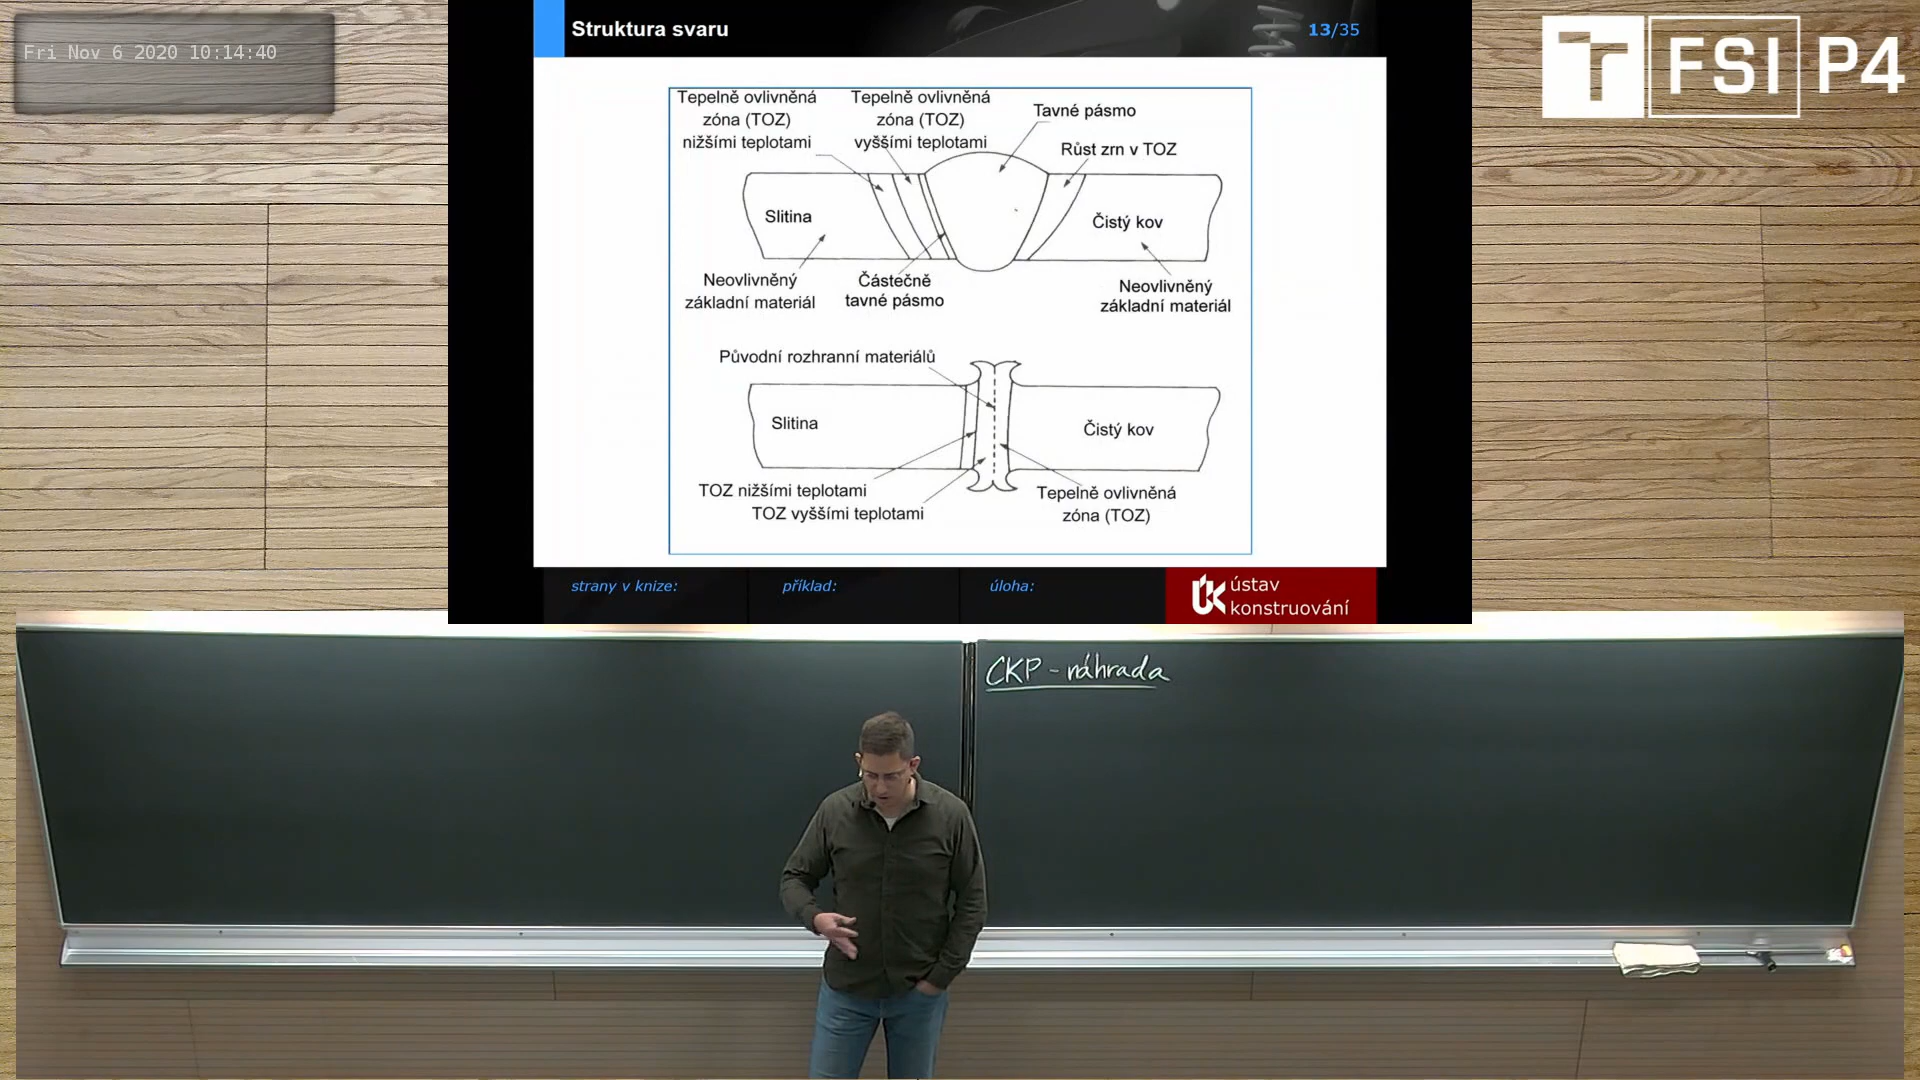 Fri Nov 6 2020 10:14:40
Struktura svaru
13/35
FSI P4
Tepelně ovlivněná
zóna (TOZ)
nižšími teplotami
Tepelně ovlivněná
zóna (TOZ)
vyššími teplotami
Tavné pásmo
Růst zrn v TOZ
Slitina
Čistý kov
Neovlivněný
základní materiál
Částečně
tavné pásmo
Neovlivněný
základní materiál
Původní rozhranní materiálů
Slitina
Čistý kov
TOZ nižšími teplotami
TOZ vyššími teplotami
Tepelně ovlivněná
zóna (TOZ)
strany v knize:
příklad:
úloha:
ústav
konstruování
CKP - náhrada